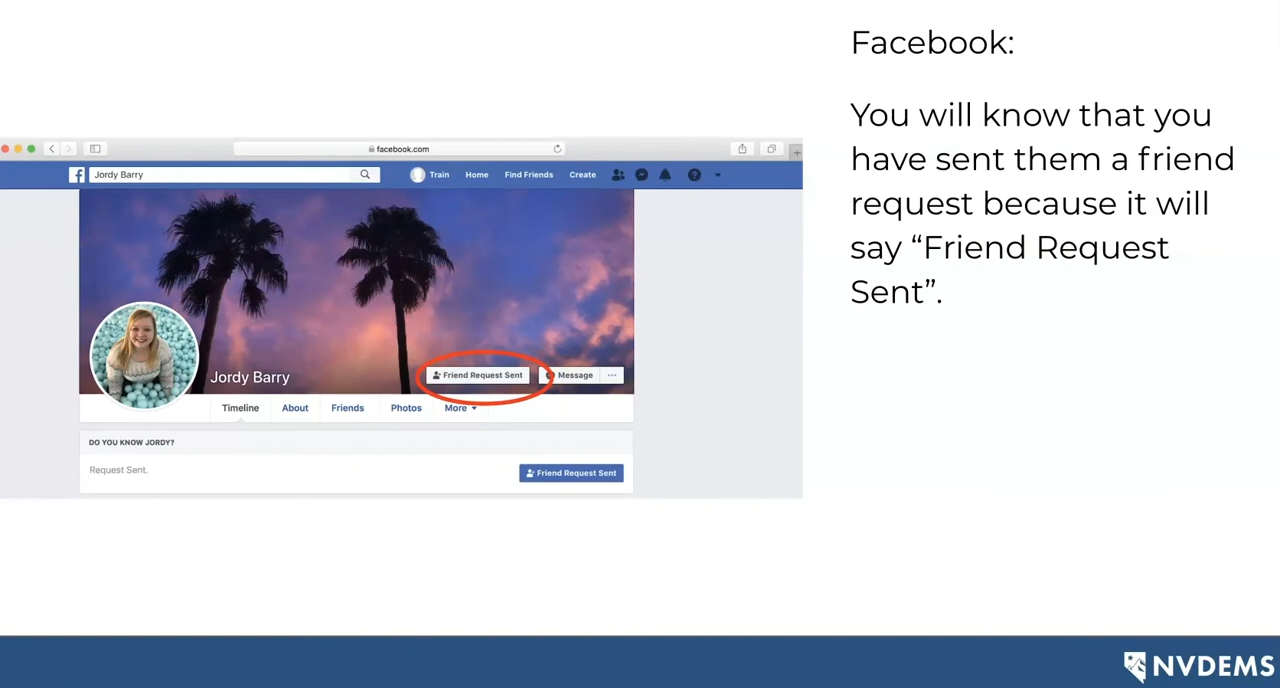 Facebook:
You will know that you
have sent them a friend
request because it will
say “Friend Request
Sent”.
facebook.com
Jordy Barry
Train Home Find Friends Create
Jordy Barry
Friend Request Sent
Message
Timeline About Friends Photos More
DO YOU KNOW JORDY?
Request Sent.
Friend Request Sent
NVDEMS